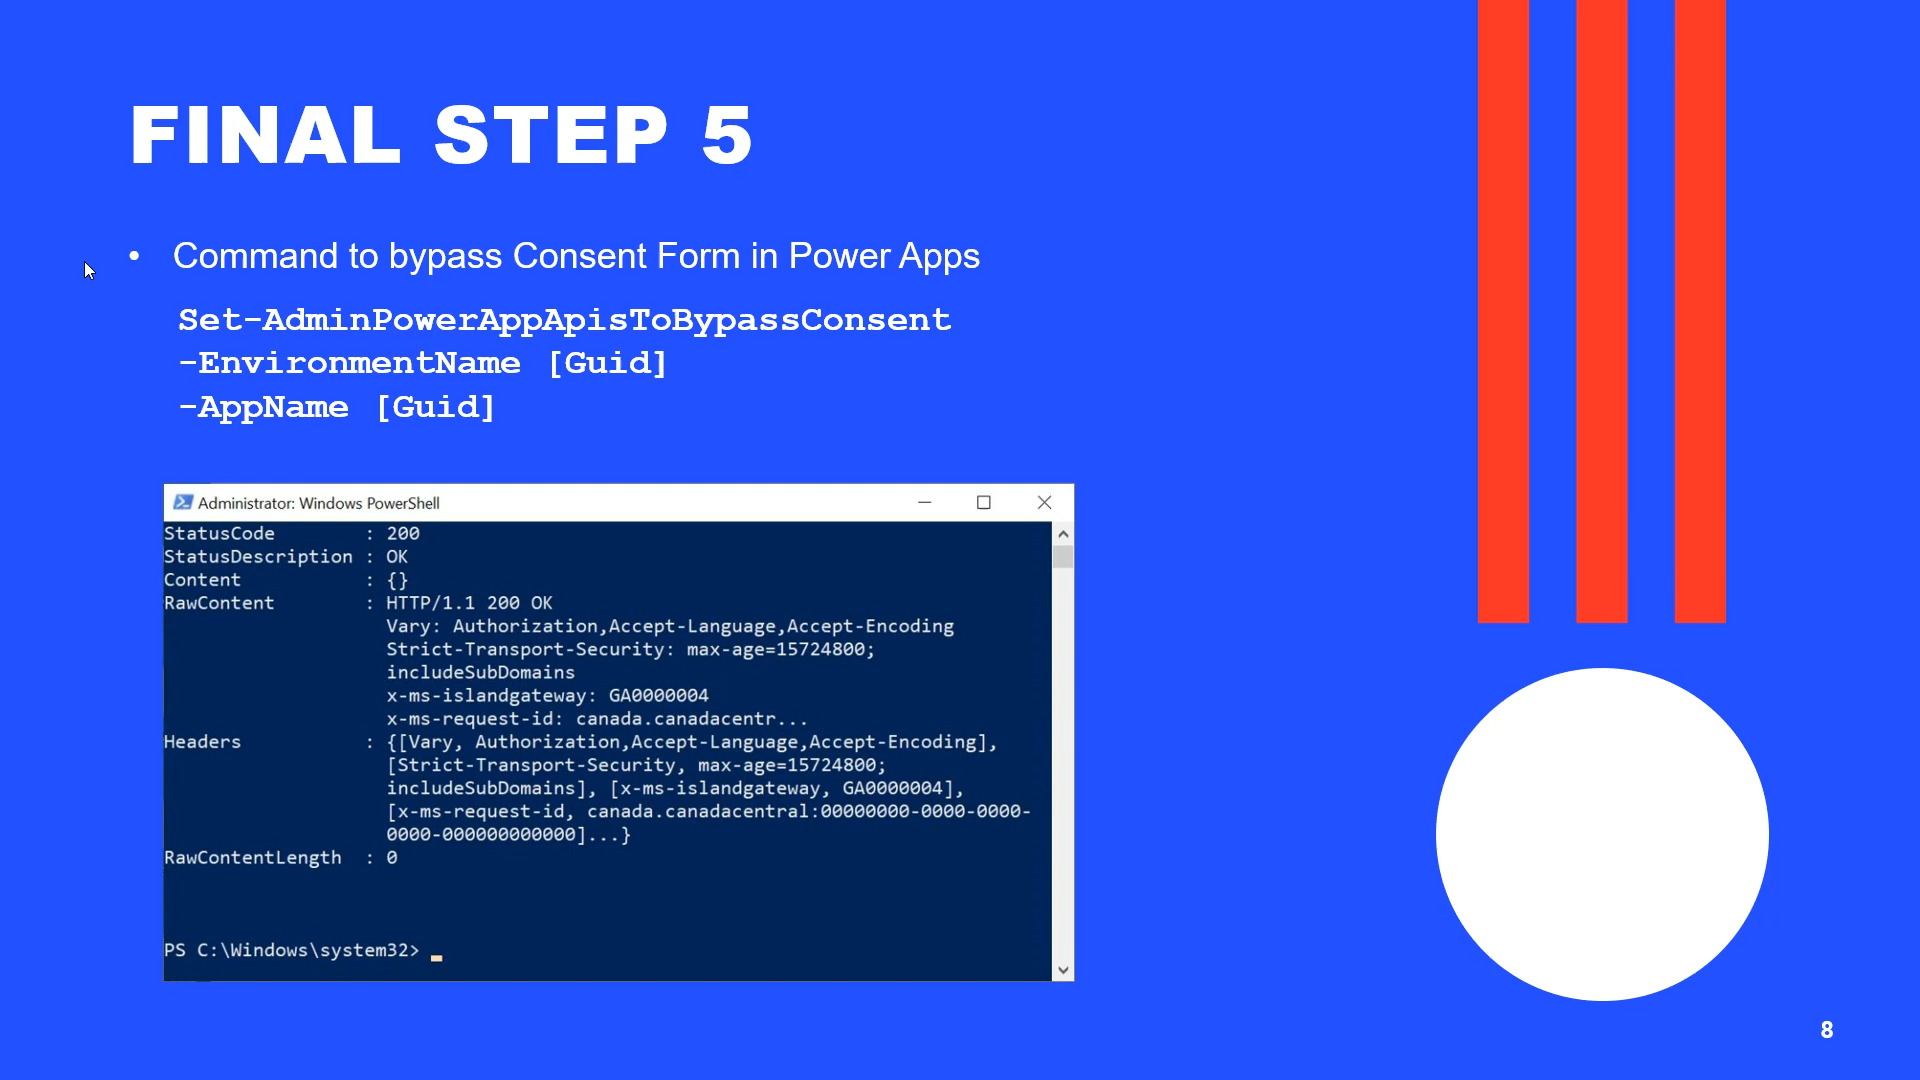 FINAL STEP 5
• Command to bypass Consent Form in Power Apps
Set-AdminPowerAppApisToBypassConsent
-EnvironmentName [Guid]
-AppName [Guid]
Administrator: Windows PowerShell
StatusCode        : 200
StatusDescription : OK
Content           : {}
RawContent        : HTTP/1.1 200 OK
Vary: Authorization,Accept-Language,Accept-Encoding
Strict-Transport-Security: max-age=15724800;
includeSubDomains
x-ms-islandgateway: GA0000004
x-ms-request-id: canada.canadacentr...
Headers           : {[Vary, Authorization,Accept-Language,Accept-Encoding],
[Strict-Transport-Security, max-age=15724800;
includeSubDomains], [x-ms-islandgateway, GA0000004],
[x-ms-request-id, canada.canadacentral:00000000-0000-0000-
0000-000000000000]...}
RawContentLength  : 0
PS C:\Windows\system32>
8